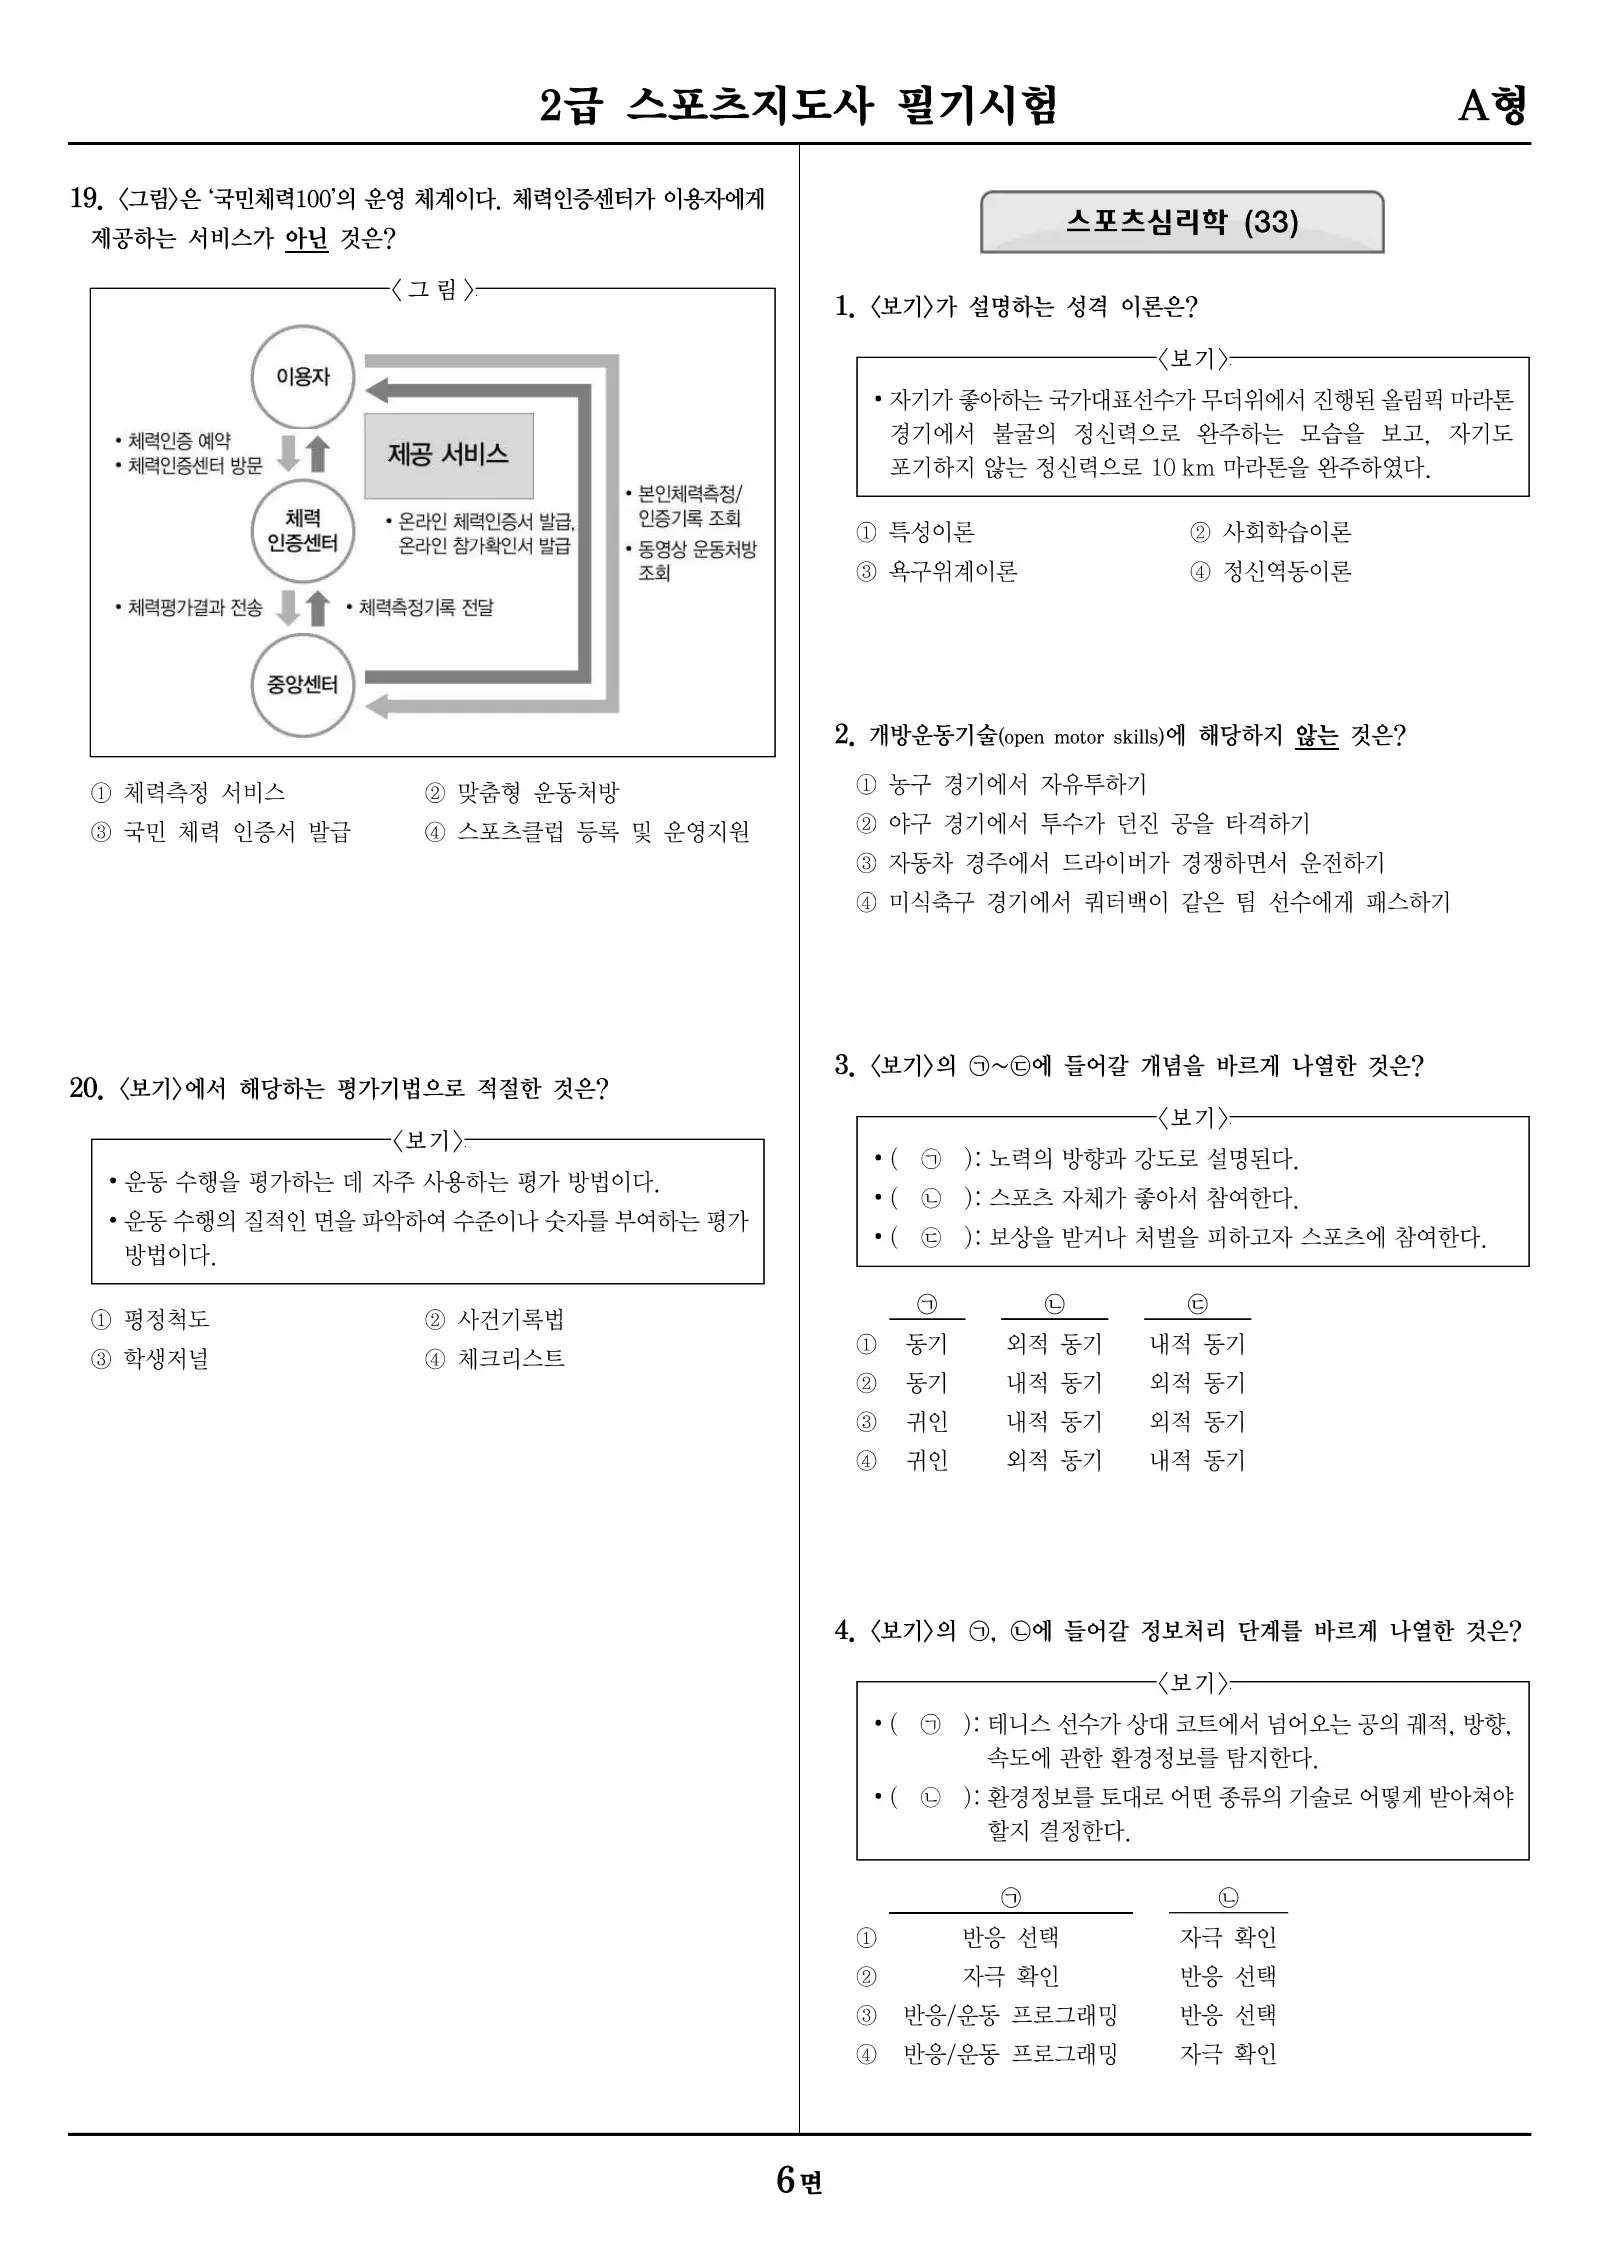 2급 스포츠지도사 필기시험
A형
19. 〈그림〉은 ‘국민체력100’의 운영 체계이다. 체력인증센터가 이용자에게
제공하는 서비스가 아닌 것은?
〈그 림〉
이용자
• 체력인증 예약
• 체력인증센터 방문
제공 서비스
체력
인증센터
• 온라인 체력인증서 발급,
온라인 참가확인서 발급
• 본인체력측정/
인증기록 조회
• 동영상 운동처방
조회
• 체력평가결과 전송
• 체력측정기록 전달
중앙센터
① 체력측정 서비스
② 맞춤형 운동처방
③ 국민 체력 인증서 발급
④ 스포츠클럽 등록 및 운영지원
20. 〈보기〉에서 해당하는 평가기법으로 적절한 것은?
〈보기〉
• 운동 수행을 평가하는 데 자주 사용하는 평가 방법이다.
• 운동 수행의 질적인 면을 파악하여 수준이나 숫자를 부여하는 평가
방법이다.
① 평정척도
② 사건기록법
③ 학생저널
④ 체크리스트
스포츠심리학 (33)
1. 〈보기〉가 설명하는 성격 이론은?
〈보기〉
• 자기가 좋아하는 국가대표선수가 무더위에서 진행된 올림픽 마라톤
경기에서 불굴의 정신력으로 완주하는 모습을 보고, 자기도
포기하지 않는 정신력으로 10 km 마라톤을 완주하였다.
① 특성이론
② 사회학습이론
③ 욕구위계이론
④ 정신역동이론
2. 개방운동기술(open motor skills)에 해당하지 않는 것은?
① 농구 경기에서 자유투하기
② 야구 경기에서 투수가 던진 공을 타격하기
③ 자동차 경주에서 드라이버가 경쟁하면서 운전하기
④ 미식축구 경기에서 쿼터백이 같은 팀 선수에게 패스하기
3. 〈보기〉의 ㉠~㉢에 들어갈 개념을 바르게 나열한 것은?
〈보기〉
• ( ㉠ ): 노력의 방향과 강도로 설명된다.
• ( ㉡ ): 스포츠 자체가 좋아서 참여한다.
• ( ㉢ ): 보상을 받거나 처벌을 피하고자 스포츠에 참여한다.
㉠ ㉡ ㉢
① 동기 외적 동기 내적 동기
② 동기 내적 동기 외적 동기
③ 귀인 내적 동기 외적 동기
④ 귀인 외적 동기 내적 동기
4. 〈보기〉의 ㉠, ㉡에 들어갈 정보처리 단계를 바르게 나열한 것은?
〈보기〉
• ( ㉠ ): 테니스 선수가 상대 코트에서 넘어오는 공의 궤적, 방향,
속도에 관한 환경정보를 탐지한다.
• ( ㉡ ): 환경정보를 토대로 어떤 종류의 기술로 어떻게 받아쳐야
할지 결정한다.
㉠ ㉡
① 반응 선택 자극 확인
② 자극 확인 반응 선택
③ 반응/운동 프로그래밍 반응 선택
④ 반응/운동 프로그래밍 자극 확인
6 면